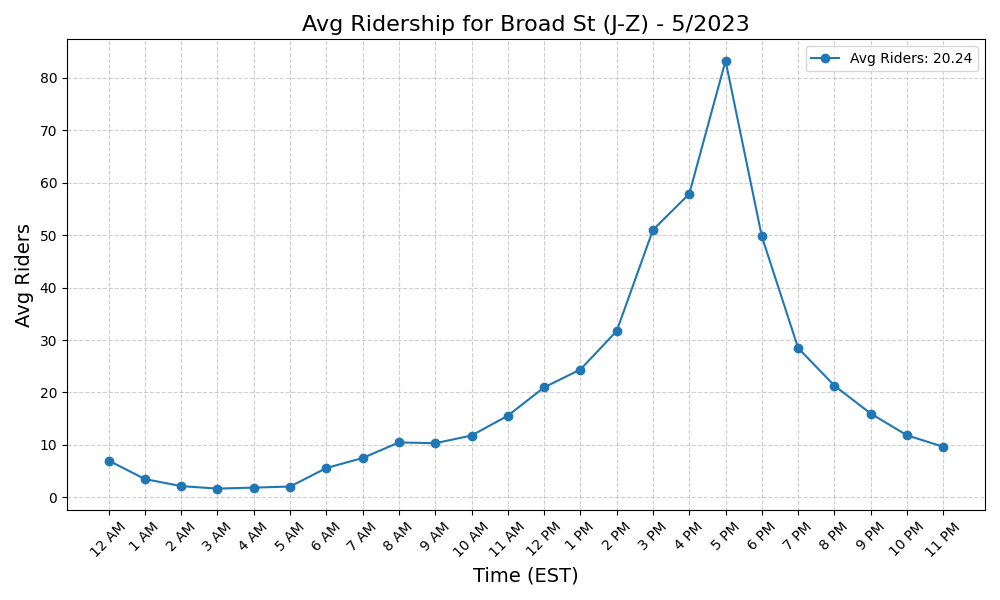 Avg Ridership for Broad St (J-Z) - 5/2023
Avg Riders: 20.24
Avg Riders
80
70
60
50
40
30
20
10
0
12 AM
1 AM
2 AM
3 AM
4 AM
5 AM
6 AM
7 AM
8 AM
9 AM
10 AM
11 AM
12 PM
1 PM
2 PM
3 PM
4 PM
5 PM
6 PM
7 PM
8 PM
9 PM
10 PM
11 PM
Time (EST)